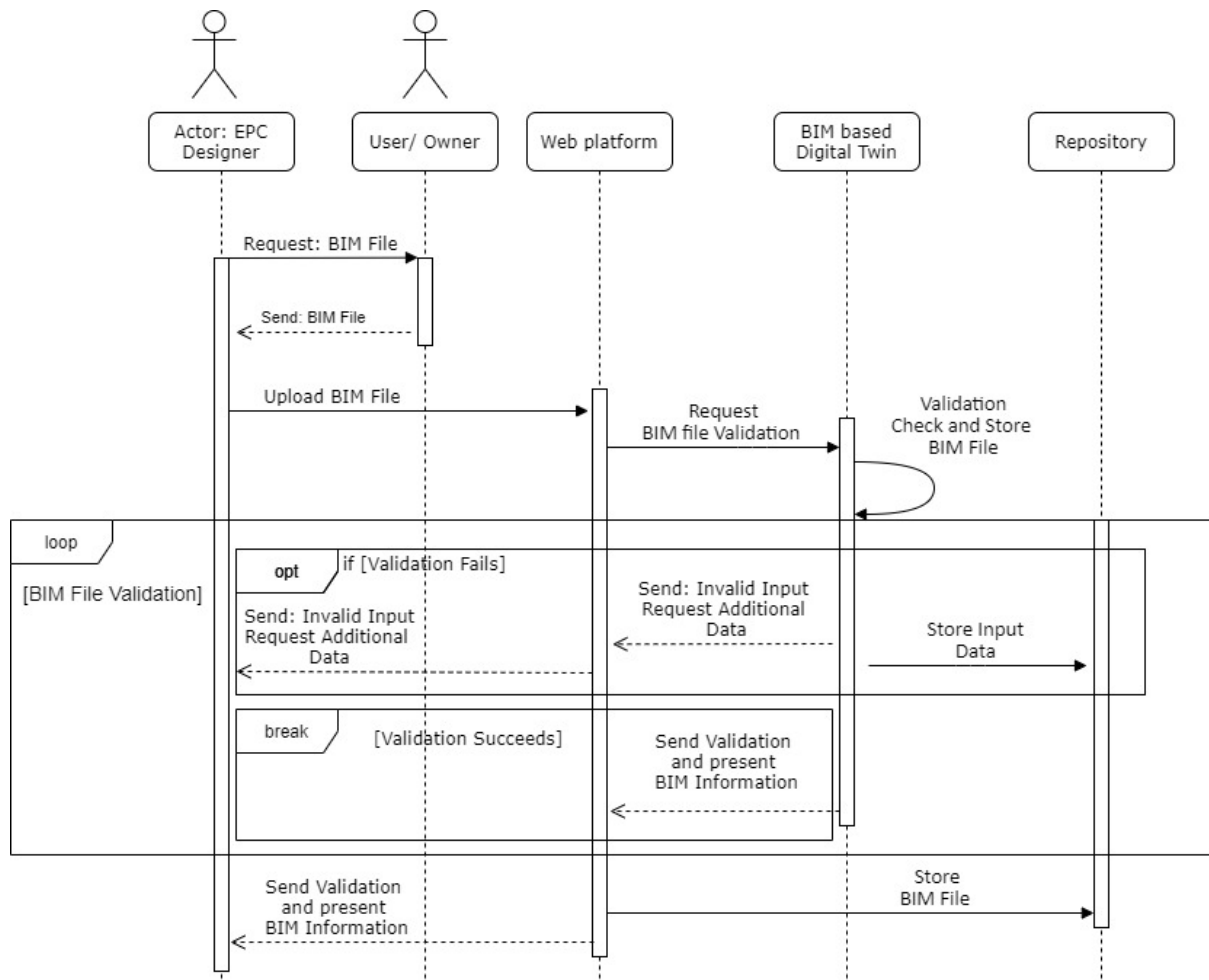 Actor: EPC
Designer
User/ Owner
Web platform
BIM based
Digital Twin
Repository
Request: BIM File
Send: BIM File
Upload BIM File
Request
BIM file Validation
Validation
Check and Store
BIM File
loop
[BIM File Validation]
opt
if [Validation Fails]
Send: Invalid Input
Request Additional
Data
Send: Invalid Input
Request Additional
Data
Store Input
Data
break
[Validation Succeeds]
Send Validation
and present
BIM Information
Send Validation
and present
BIM Information
Store
BIM File